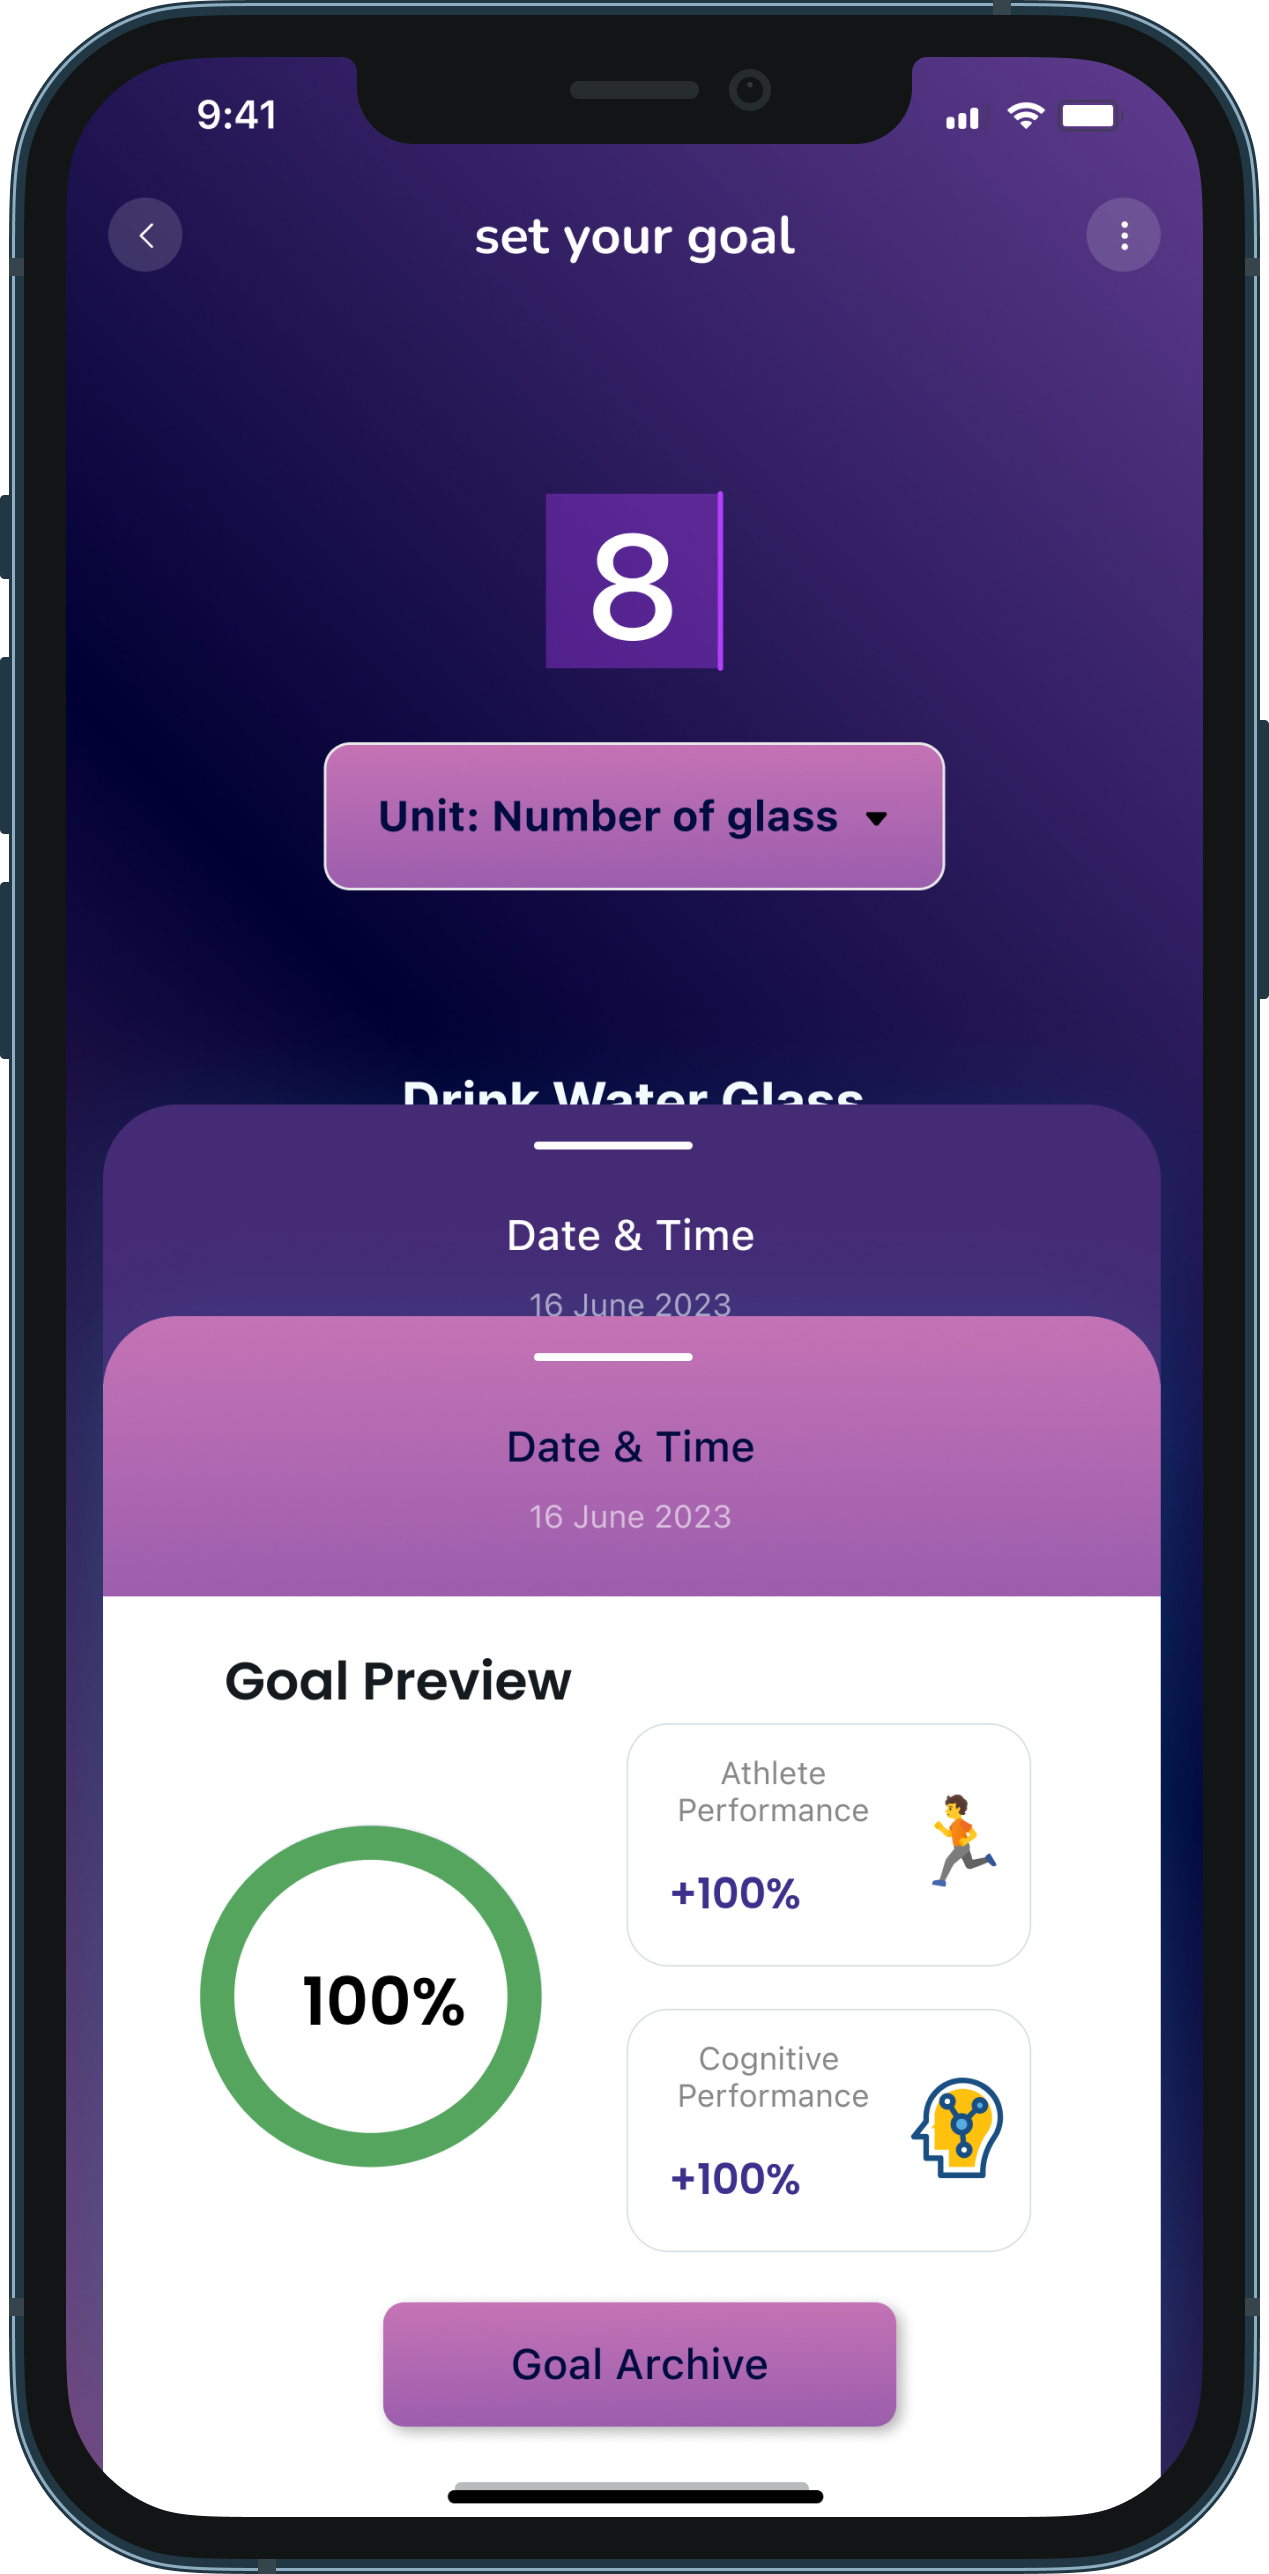 9:41
set your goal
8
Unit: Number of glass
Drink Water Glass
Date & Time
16 June 2023
Date & Time
16 June 2023
Goal Preview
Athlete
Performance
+100%
100%
Cognitive
Performance
+100%
Goal Archive